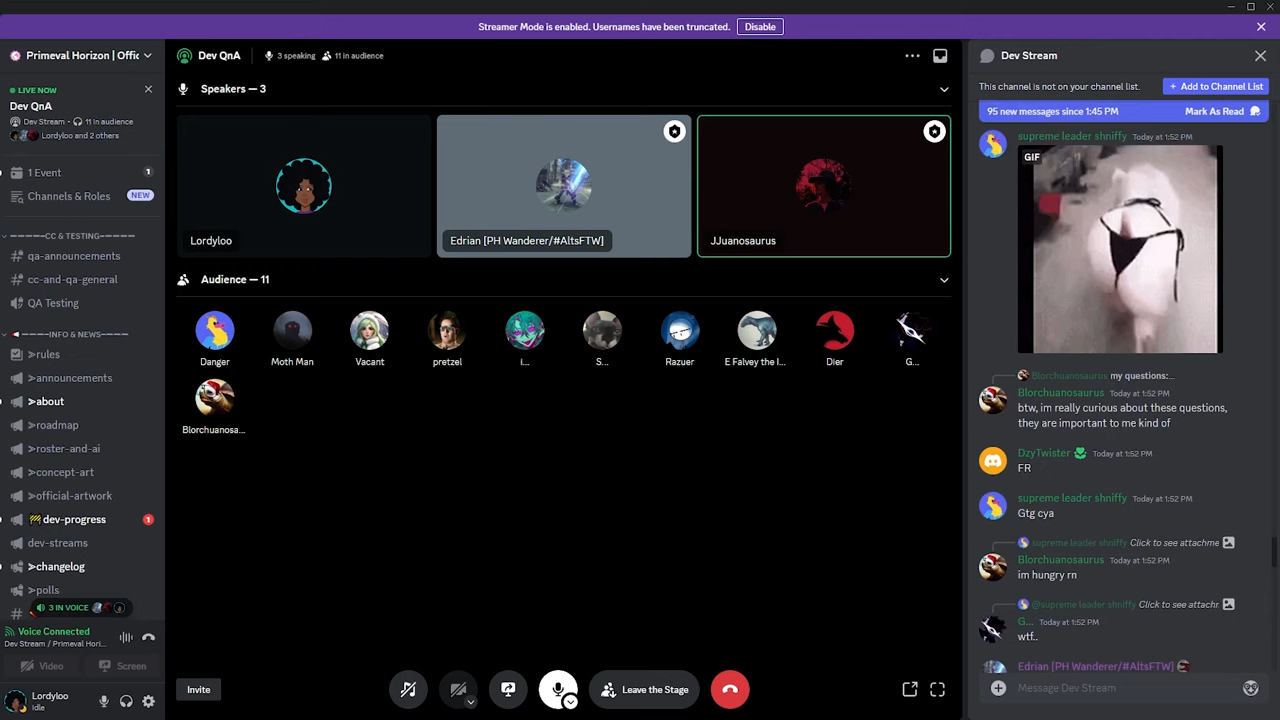 Streamer Mode is enabled. Usernames have been truncated. Disable
Primeval Horizon | Offic
LIVE NOW
Dev QnA
Dev Stream • 11 in audience
Lordyloo and 2 others
1 Event 1
Channels & Roles NEW
----CC & TESTING----
qa-announcements
cc-and-qa-general
QA Testing
----INFO & NEWS----
>rules
>announcements
>about
>roadmap
>roster-and-ai
>concept-art
>official-artwork
dev-progress 1
dev-streams
>changelog
>polls
3 IN VOICE
Voice Connected
Dev Stream / Primeval Hori...
Video Screen
Lordyloo
Idle
Dev QnA 3 speaking 11 in audience
Speakers — 3
Lordyloo
Edrian [PH Wanderer/#AltsFTW]
JJuanosaurus
Audience — 11
Danger Moth Man Vacant pretzel i... S... Razuer E Falvey the I... Dier G...
Blorchuanosa...
Invite
Leave the Stage
Dev Stream
This channel is not on your channel list. + Add to Channel List
95 new messages since 1:45 PM Mark As Read
supreme leader shniffy Today at 1:52 PM
GIF
Blorchuanosaurus my questions:...
Blorchuanosaurus Today at 1:52 PM
btw, im really curious about these questions,
they are important to me kind of
DzyTwister Today at 1:52 PM
FR
supreme leader shniffy Today at 1:52 PM
Gtg cya
supreme leader shniffy Click to see attachme
Blorchuanosaurus Today at 1:52 PM
im hungry rn
@supreme leader shniffy Click to see attachr
G... Today at 1:52 PM
wtf..
Edrian [PH Wanderer/#AltsFTW]
Message Dev Stream